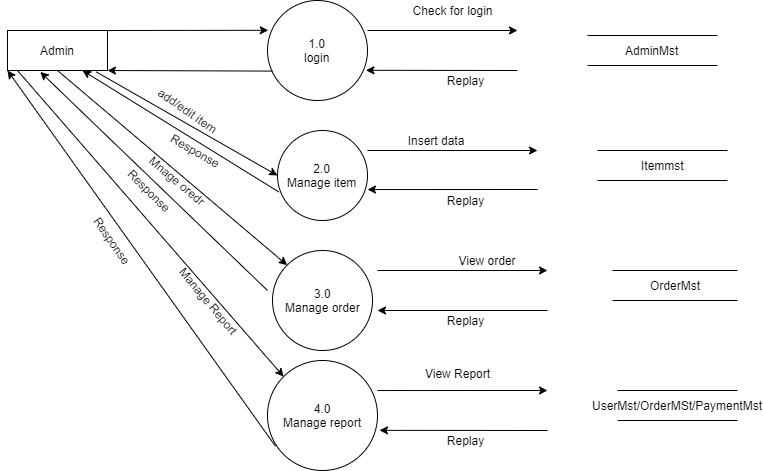 Check for login
Admin
1.0
login
AdminMst
Replay
add/edit item
Response
Insert data
2.0
Manage item
Itemmst
Replay
Mnage oredr
Response
View order
3.0
Manage order
OrderMst
Replay
Response
Manage Report
View Report
4.0
Manage report
UserMst/OrderMSt/PaymentMst
Replay